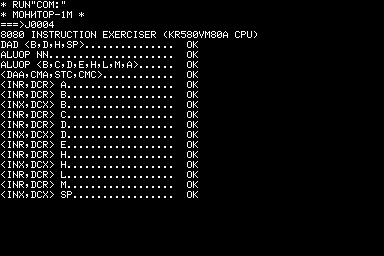 * RUN"COM:"
* МОНИТОР-1М *
===>J0004
8080 INSTRUCTION EXERCISER (KR580VM80A CPU)
DAD <B,D,H,SP>................ OK
ALUOP NN...................... OK
ALUOP <B,C,D,E,H,L,M,A>....... OK
<DAA,CMA,STC,CMC>............. OK
<INR,DCR> A................... OK
<INR,DCR> B................... OK
<INX,DCX> B................... OK
<INR,DCR> C................... OK
<INR,DCR> D................... OK
<INX,DCX> D................... OK
<INR,DCR> E................... OK
<INR,DCR> H................... OK
<INX,DCX> H................... OK
<INR,DCR> L................... OK
<INR,DCR> M................... OK
<INX,DCX> SP.................. OK